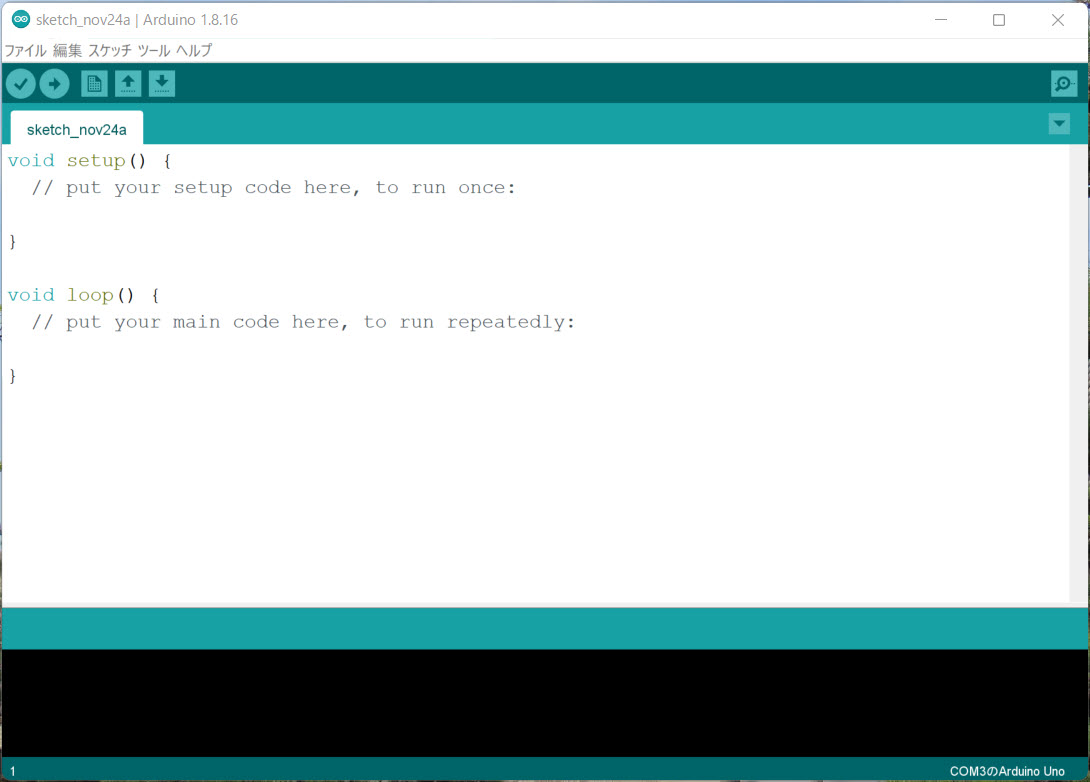 sketch_nov24a | Arduino 1.8.16
ファイル 編集 スケッチ ツール ヘルプ
sketch_nov24a
void setup() {
  // put your setup code here, to run once:

}

void loop() {
  // put your main code here, to run repeatedly:

}
1
COM3のArduino Uno